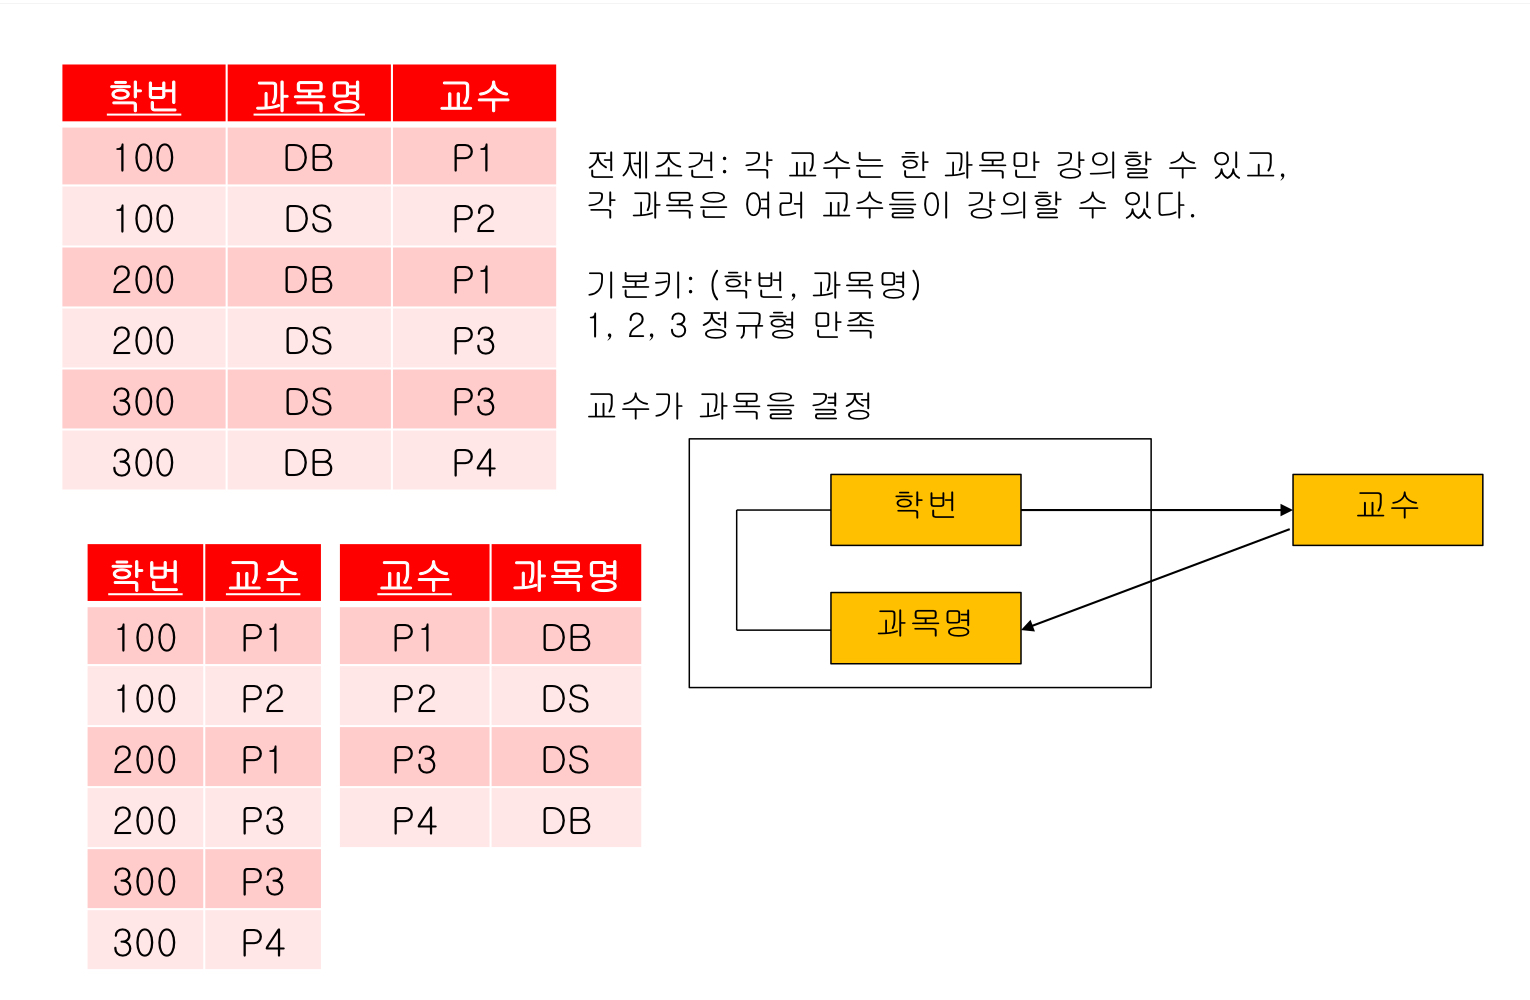 학번 과목명 교수
100 DB P1
100 DS P2
200 DB P1
200 DS P3
300 DS P3
300 DB P4
전제조건: 각 교수는 한 과목만 강의할 수 있고,
각 과목은 여러 교수들이 강의할 수 있다.
기본키: (학번, 과목명)
1, 2, 3 정규형 만족
교수가 과목을 결정
학번 교수
과목명
학번 교수
100 P1
100 P2
200 P1
200 P3
300 P3
300 P4
교수 과목명
P1 DB
P2 DS
P3 DS
P4 DB